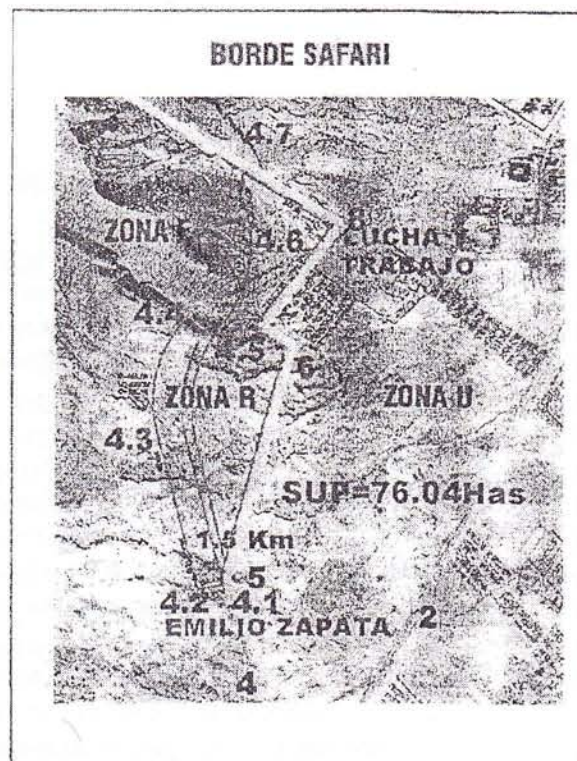 BORDE SAFARI
4.7
ZONA
4.6
LUCHA Y
TRABAJO
4.4
5
6
ZONA R
ZONA U
4.3
SUP=76.04Has
1.5 Km
5
4.2 4.1
EMILIO ZAPATA
2
4